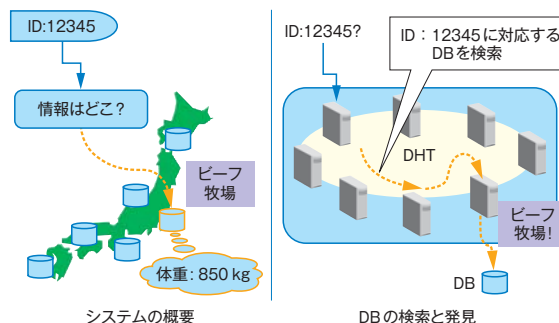 ID:12345
情報はどこ？
ビーフ
牧場
体重：850 kg
システムの概要
ID:12345?
ID：12345に対応する
DBを検索
DHT
ビーフ
牧場！
DB
DBの検索と発見